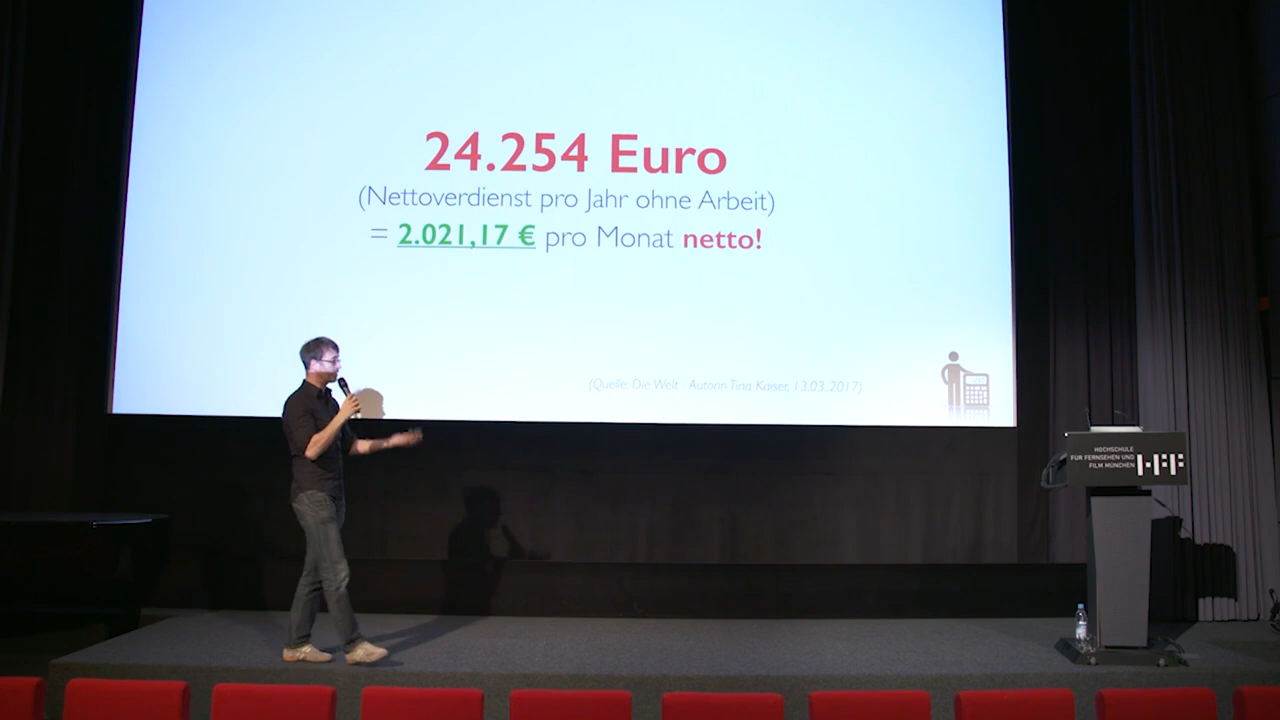 24.254 Euro
(Nettoverdienst pro Jahr ohne Arbeit)
= 2.021,17 € pro Monat netto!
(Quelle: Die Welt - Autorin Tina Kaiser, 13.03.2017)
HOCHSCHULE
FÜR FERNSEHEN UND
FILM MÜNCHEN
HFF